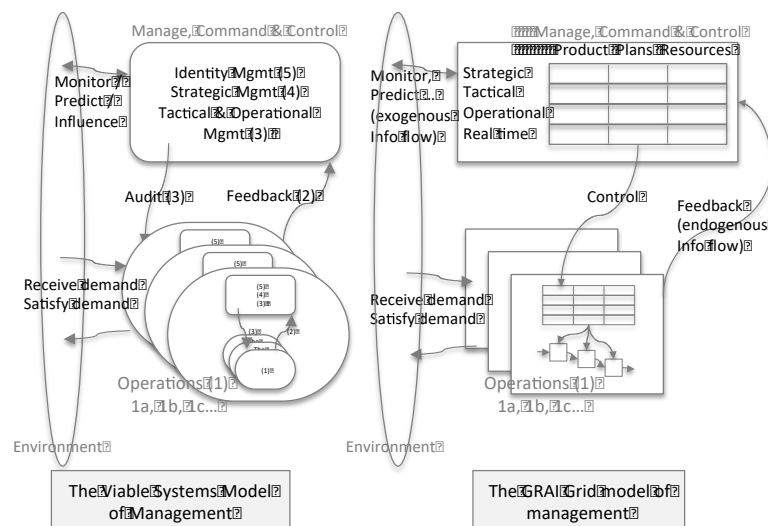 Manage, Command & Control
Identity Mgmt (5)
Strategic Mgmt (4)
Tactical & Operational
Mgmt (3)
Monitor /
Predict /
Influence
Audit (3)
Feedback (2)
(5)
(5)
(5)
(4)
(3)
(3)
(2)
(1)
Receive demand
Satisfy demand
Operations (1)
1a, 1b, 1c...
Environment
The Viable Systems Model
of Management
Manage, Command & Control
Product Plans Resources
Strategic
Tactical
Operational
Real time
Monitor,
Predict...
(exogenous
Info flow)
Control
Feedback
(endogenous
Info flow)
Receive demand
Satisfy demand
Operations (1)
1a, 1b, 1c...
Environment
The GRAI Grid model of
management